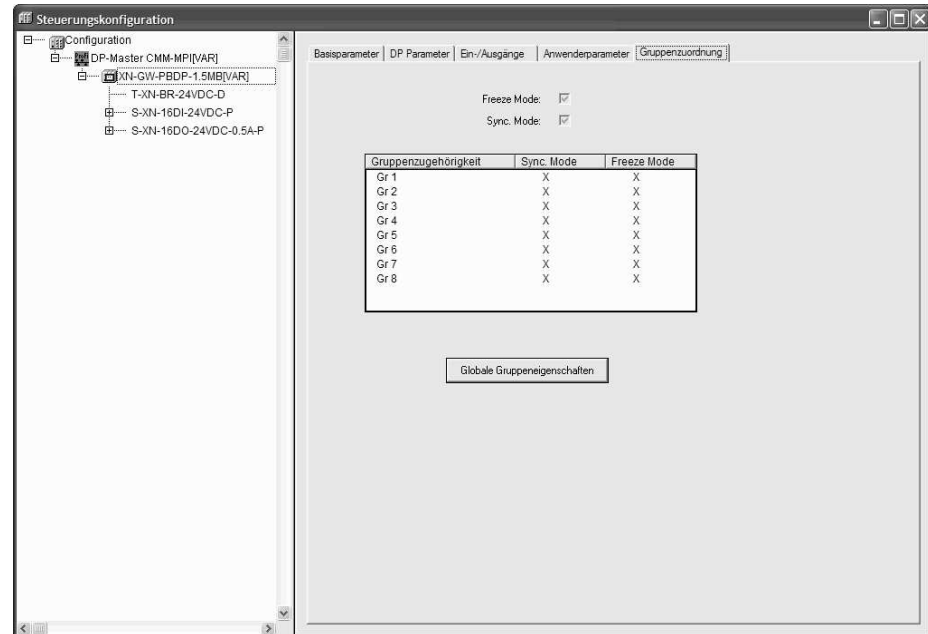 Steuerungskonfiguration
Configuration
DP-Master CMM-MPI[VAR]
XN-GW-PBDP-1.5MB[VAR]
T-XN-BR-24VDC-D
S-XN-16DI-24VDC-P
S-XN-16DO-24VDC-0.5A-P
Basisparameter DP Parameter Ein-/Ausgänge Anwenderparameter Gruppenzuordnung
Freeze Mode:
Sync. Mode:
Gruppenzugehörigkeit Sync. Mode Freeze Mode
Gr 1 X X
Gr 2 X X
Gr 3 X X
Gr 4 X X
Gr 5 X X
Gr 6 X X
Gr 7 X X
Gr 8 X X
Globale Gruppeneigenschaften